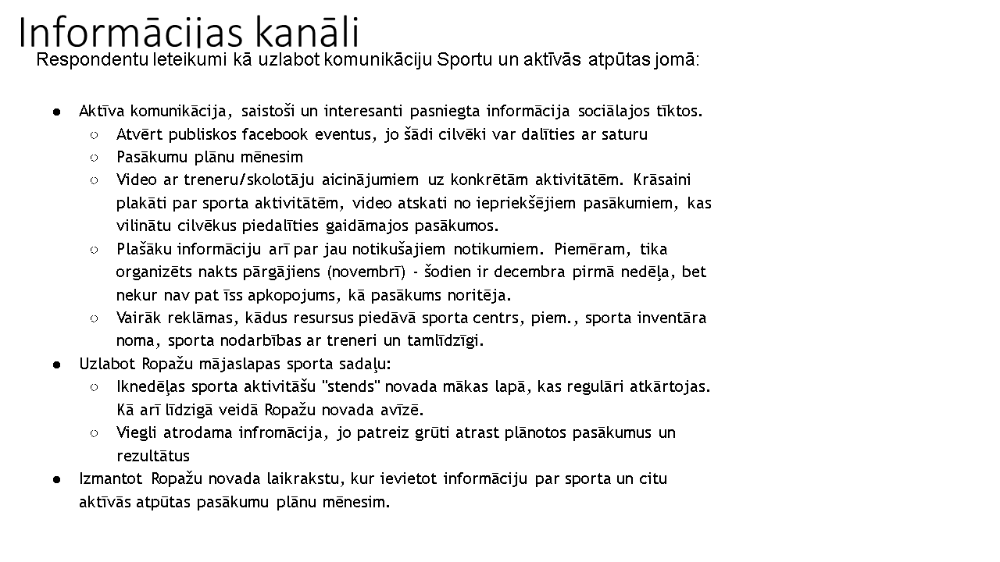 Informācijas kanāli
Respondentu Ieteikumi kā uzlabot komunikāciju Sportu un aktīvās atpūtas jomā:
● Aktīva komunikācija, saistoši un interesanti pasniegta informācija sociālajos tīktos.
○ Atvērt publiskos facebook eventus, jo šādi cilvēki var dalīties ar saturu
○ Pasākumu plānu mēnesim
○ Video ar treneru/skolotāju aicinājumiem uz konkrētām aktivitātēm. Krāsaini
plakāti par sporta aktivitātēm, video atskati no iepriekšējiem pasākumiem, kas
vilinātu cilvēkus piedalīties gaidāmajos pasākumos.
○ Plašāku informāciju arī par jau notikušajiem notikumiem. Piemēram, tika
organizēts nakts pārgājiens (novembrī) - šodien ir decembra pirmā nedēļa, bet
nekur nav pat īss apkopojums, kā pasākums noritēja.
○ Vairāk reklāmas, kādus resursus piedāvā sporta centrs, piem., sporta inventāra
noma, sporta nodarbības ar treneri un tamlīdzīgi.
● Uzlabot Ropažu mājaslapas sporta sadaļu:
○ Iknedēļas sporta aktivitāšu "stends" novada mākas lapā, kas regulāri atkārtojas.
Kā arī līdzigā veidā Ropažu novada avīzē.
○ Viegli atrodama infromācija, jo patreiz grūti atrast plānotos pasākumus un
rezultātus
● Izmantot Ropažu novada laikrakstu, kur ievietot informāciju par sporta un citu
aktīvās atpūtas pasākumu plānu mēnesim.